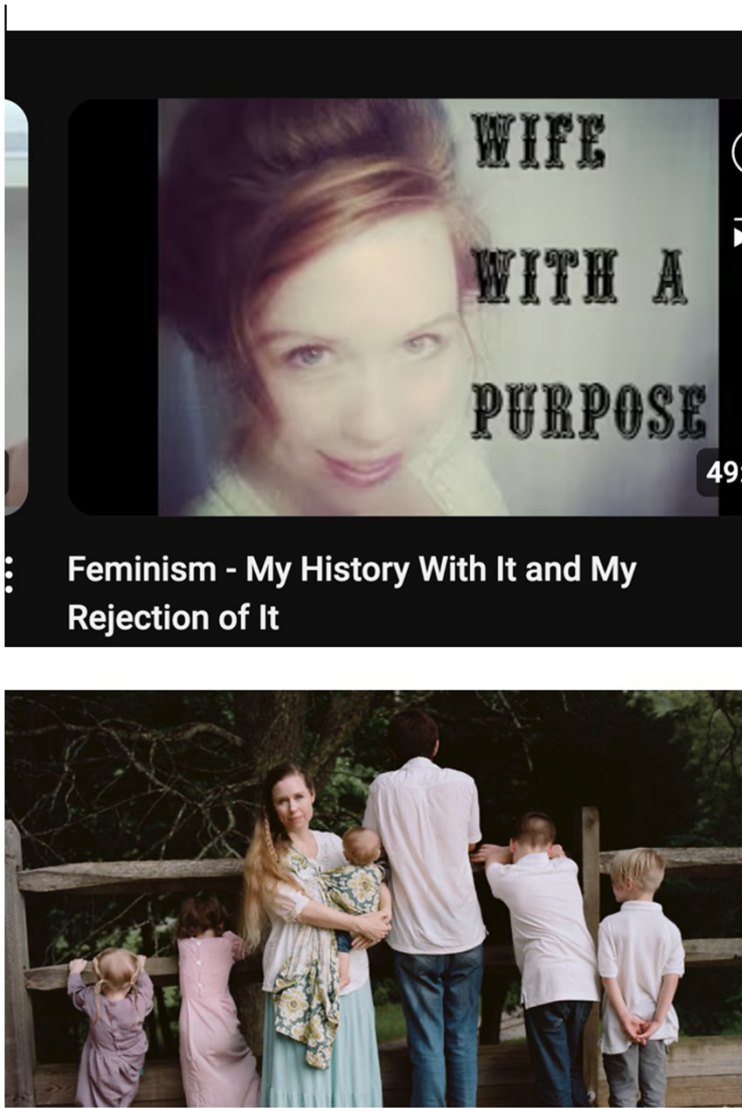 WIFE
WITH A
PURPOSE
49:
Feminism - My History With It and My
Rejection of It